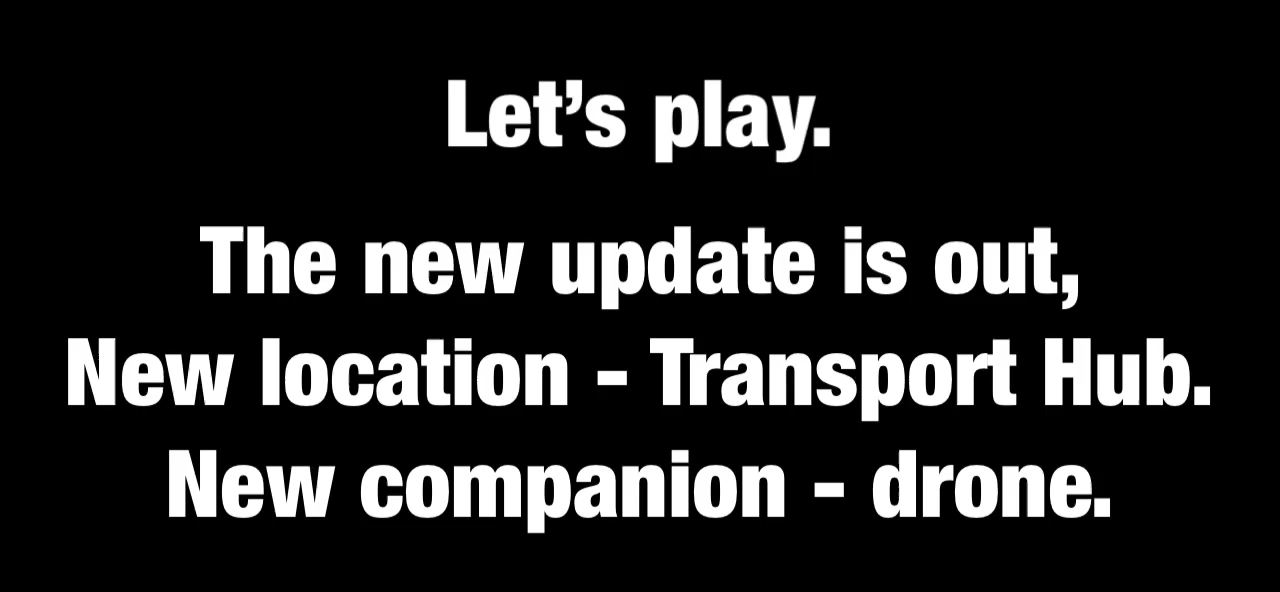 Let’s play.
The new update is out,
New location - Transport Hub.
New companion - drone.